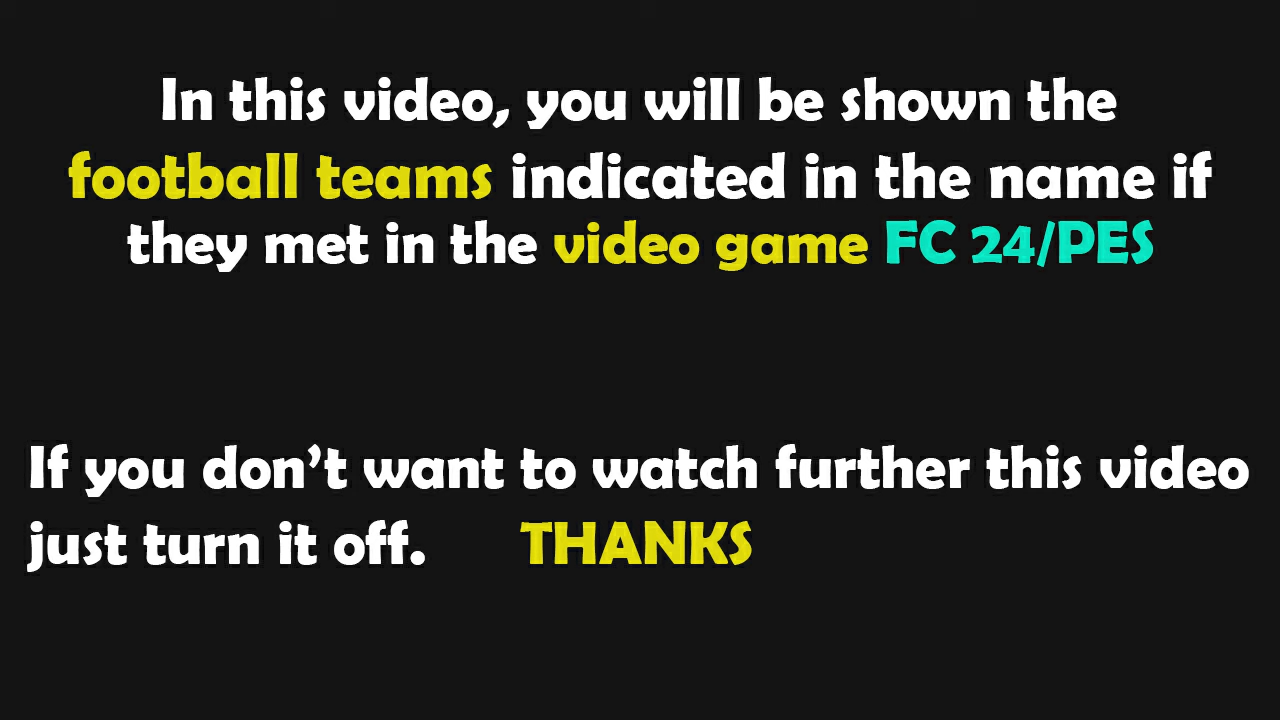 In this video, you will be shown the
football teams indicated in the name if
they met in the video game FC 24/PES
If you don’t want to watch further this video
just turn it off. THANKS